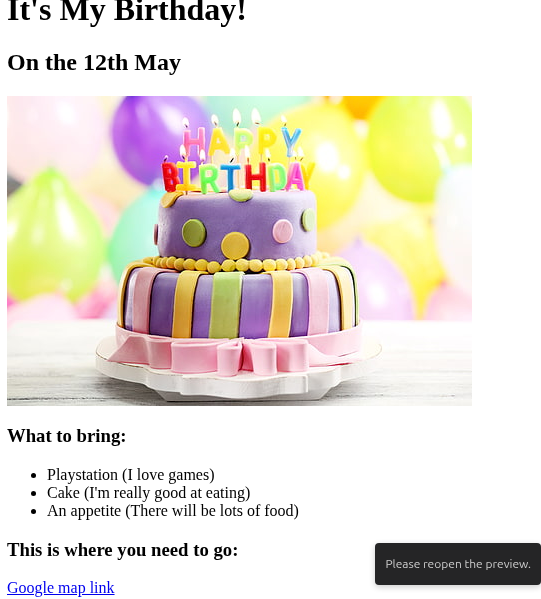 It's My Birthday!
On the 12th May
HAPPY
BIRTHDAY
What to bring:
Playstation (I love games)
Cake (I'm really good at eating)
An appetite (There will be lots of food)
This is where you need to go:
Please reopen the preview.
Google map link